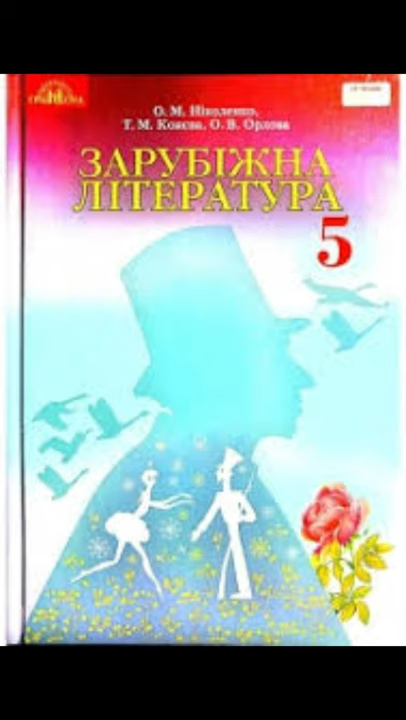 О. М. Ніколенко,
Т. М. Конєва, О. В. Орлова
ЗАРУБІЖНА
ЛІТЕРАТУРА
5